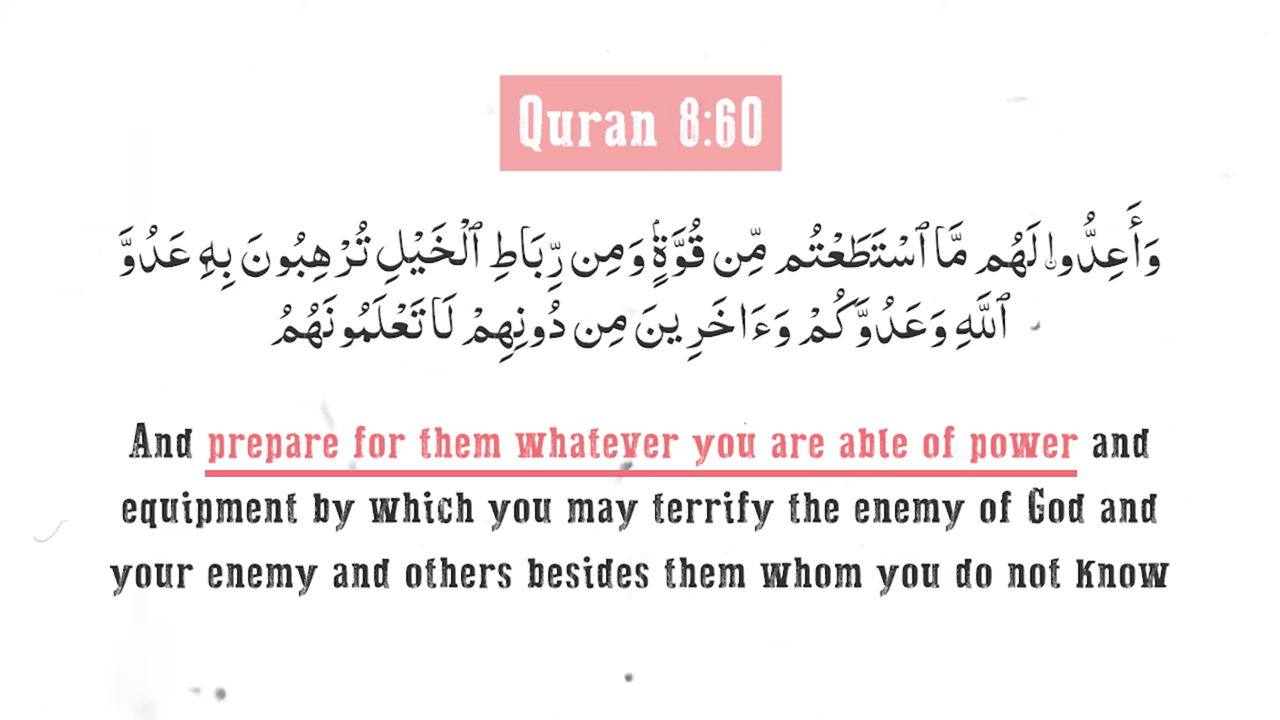 Quran 8:60
وَأَعِدُّوا۟ لَهُم مَّا ٱسْتَطَعْتُم مِّن قُوَّةٍۢ وَمِن رِّبَاطِ ٱلْخَيْلِ تُرْهِبُونَ بِهِۦ عَدُوَّ
ٱللَّهِ وَعَدُوَّكُمْ وَءَاخَرِينَ مِن دُونِهِمْ لَا تَعْلَمُونَهُمُ
And prepare for them whatever you are able of power and
equipment by which you may terrify the enemy of God and
your enemy and others besides them whom you do not know